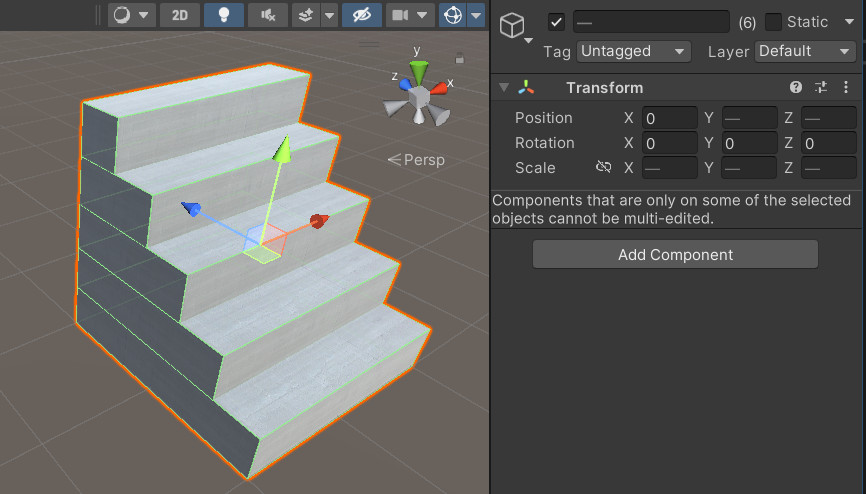 2D
y
z
x
Persp
— (6) Static
Tag Untagged Layer Default
Transform
Position X 0 Y — Z —
Rotation X 0 Y 0 Z 0
Scale X — Y — Z —
Components that are only on some of the selected
objects cannot be multi-edited.
Add Component